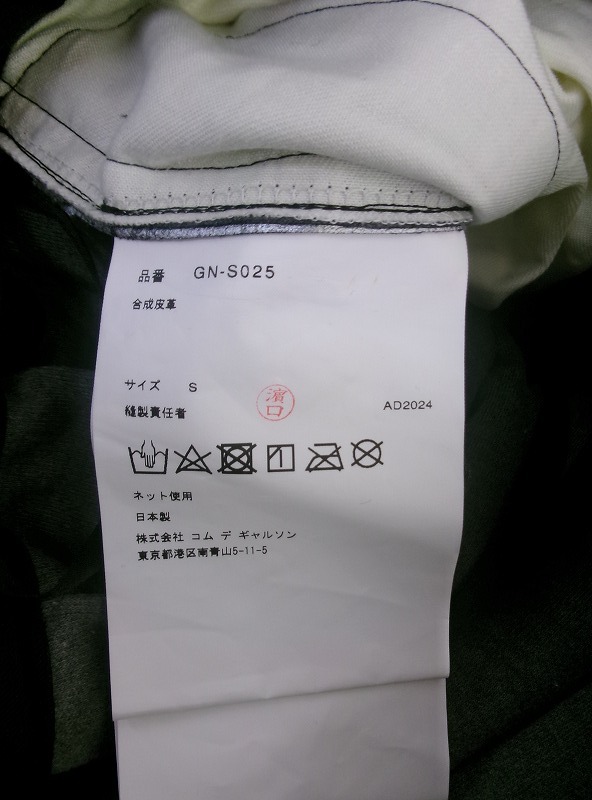 品番 GN-S025
合成皮革
サイズ S
縫製責任者 濱口 AD2024
ネット使用
日本製
株式会社 コム デ ギャルソン
東京都港区南青山5-11-5